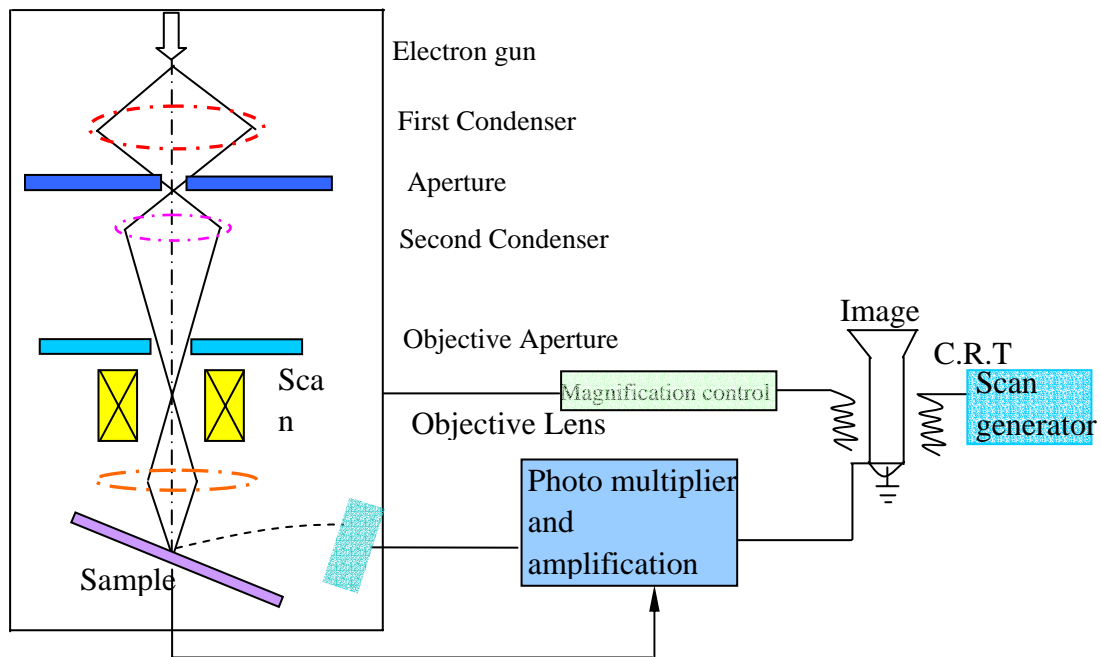 Electron gun
First Condenser
Aperture
Second Condenser
Objective Aperture
Image
C.R.T
Sca
n
Magnification control
Scan
generator
Objective Lens
Photo multiplier
and
amplification
Sample